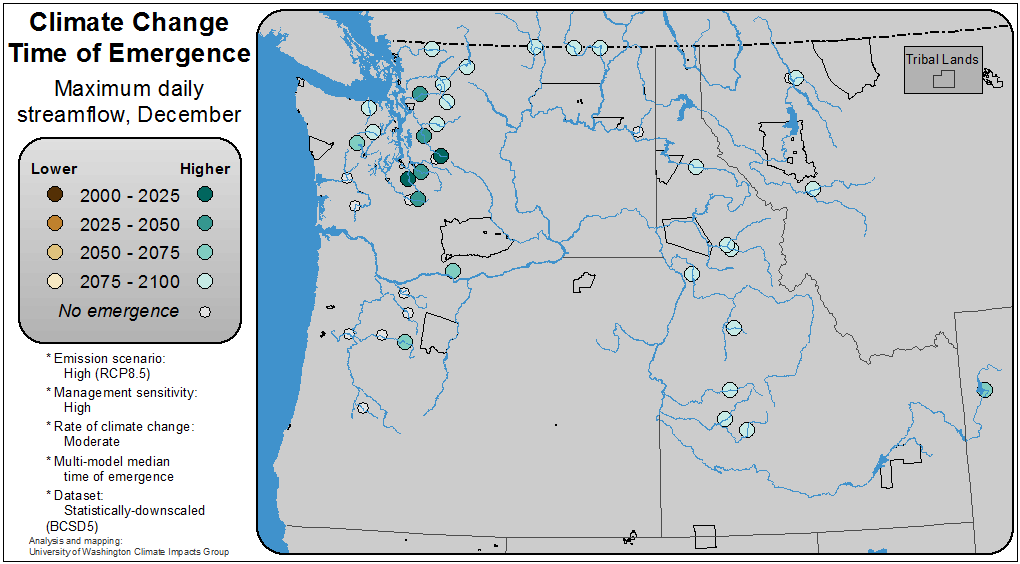 Climate Change
Time of Emergence
Maximum daily
streamflow, December
Lower Higher
2000 - 2025
2025 - 2050
2050 - 2075
2075 - 2100
No emergence
* Emission scenario:
High (RCP8.5)
* Management sensitivity:
High
* Rate of climate change:
Moderate
* Multi-model median
time of emergence
* Dataset:
Statistically-downscaled
(BCSD5)
Analysis and mapping:
University of Washington Climate Impacts Group
Tribal Lands